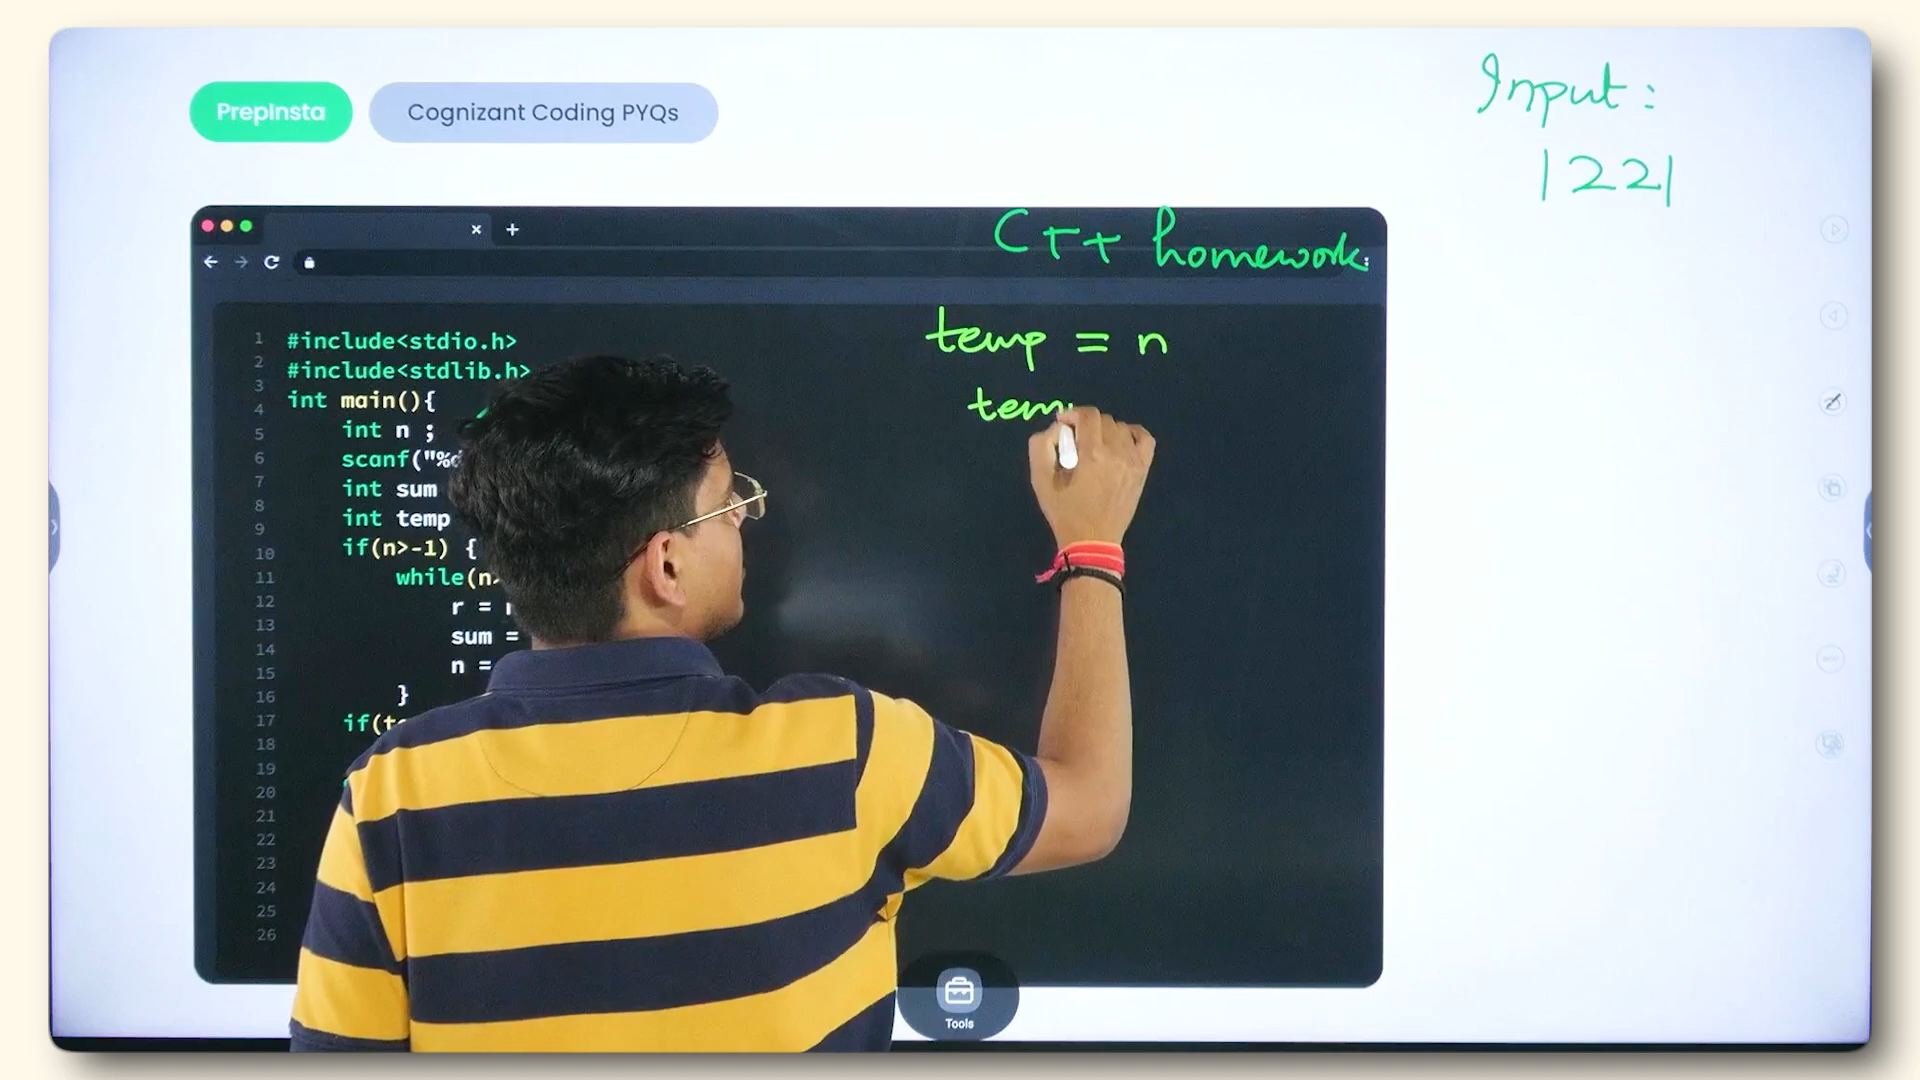 PrepInsta
Cognizant Coding PYQs
Input:
1221
C++ homework
temp = n
1 #include<stdio.h>
2 #include<stdlib.h>
3 int main(){
4 int n ;
5 scanf("%d
6 int sum
7 int temp
8 if(n>-1) {
9 while(n>
10 r =
11 sum =
12 n =
13 }
14 if(te
15
16
17
18
19
20
21
22
23
24
25
26
Tools